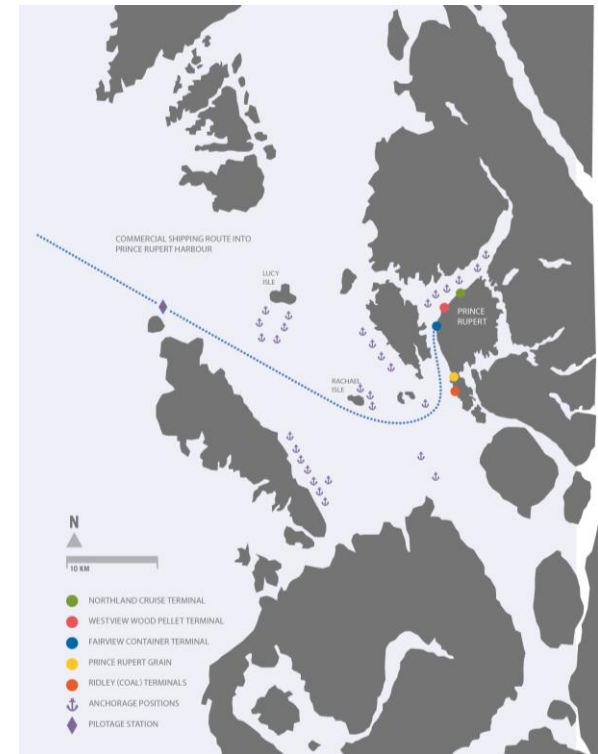 COMMERCIAL SHIPPING ROUTE INTO
PRINCE RUPERT HARBOUR
LUCY
ISLE
PRINCE
RUPERT
RACHAEL
ISLE
N
10 KM
NORTHLAND CRUISE TERMINAL
WESTVIEW WOOD PELLET TERMINAL
FAIRVIEW CONTAINER TERMINAL
PRINCE RUPERT GRAIN
RIDLEY (COAL) TERMINALS
ANCHORAGE POSITIONS
PILOTAGE STATION